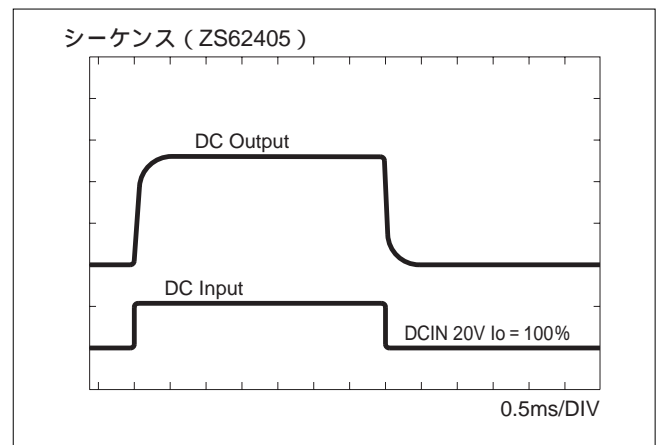 シーケンス（ZS62405）
DC Output
DC Input
DCIN 20V Io = 100%
0.5ms/DIV